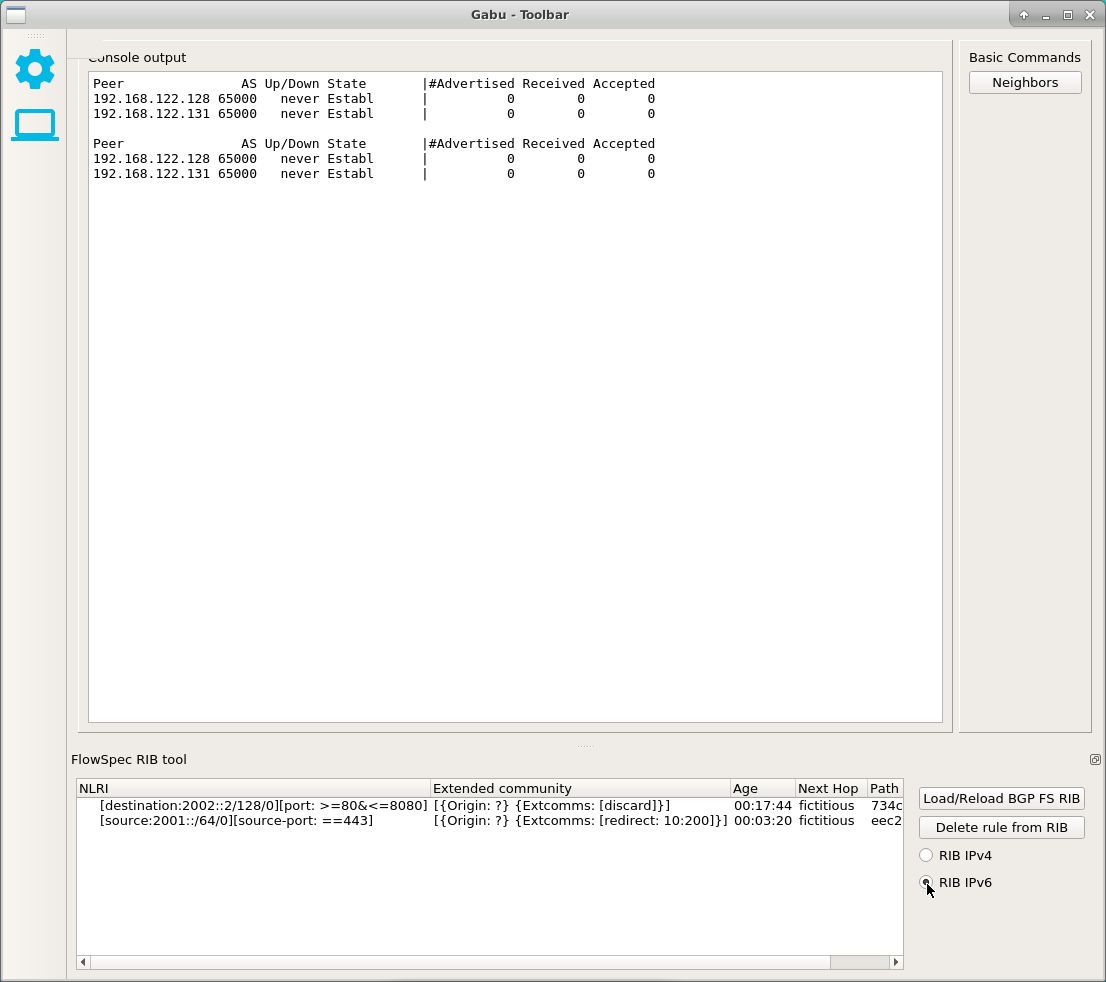 Gabu - Toolbar
Console output
Basic Commands
Neighbors
Peer AS Up/Down State |#Advertised Received Accepted
192.168.122.128 65000 never Establ | 0 0 0
192.168.122.131 65000 never Establ | 0 0 0
Peer AS Up/Down State |#Advertised Received Accepted
192.168.122.128 65000 never Establ | 0 0 0
192.168.122.131 65000 never Establ | 0 0 0
FlowSpec RIB tool
NLRI Extended community Age Next Hop Path
[destination:2002::2/128/0][port: >=80&<=8080] [{Origin: ?} {Extcomms: [discard]}] 00:17:44 fictitious 734c
[source:2001::/64/0][source-port: ==443] [{Origin: ?} {Extcomms: [redirect: 10:200]}] 00:03:20 fictitious eec2
Load/Reload BGP FS RIB
Delete rule from RIB
RIB IPv4
RIB IPv6